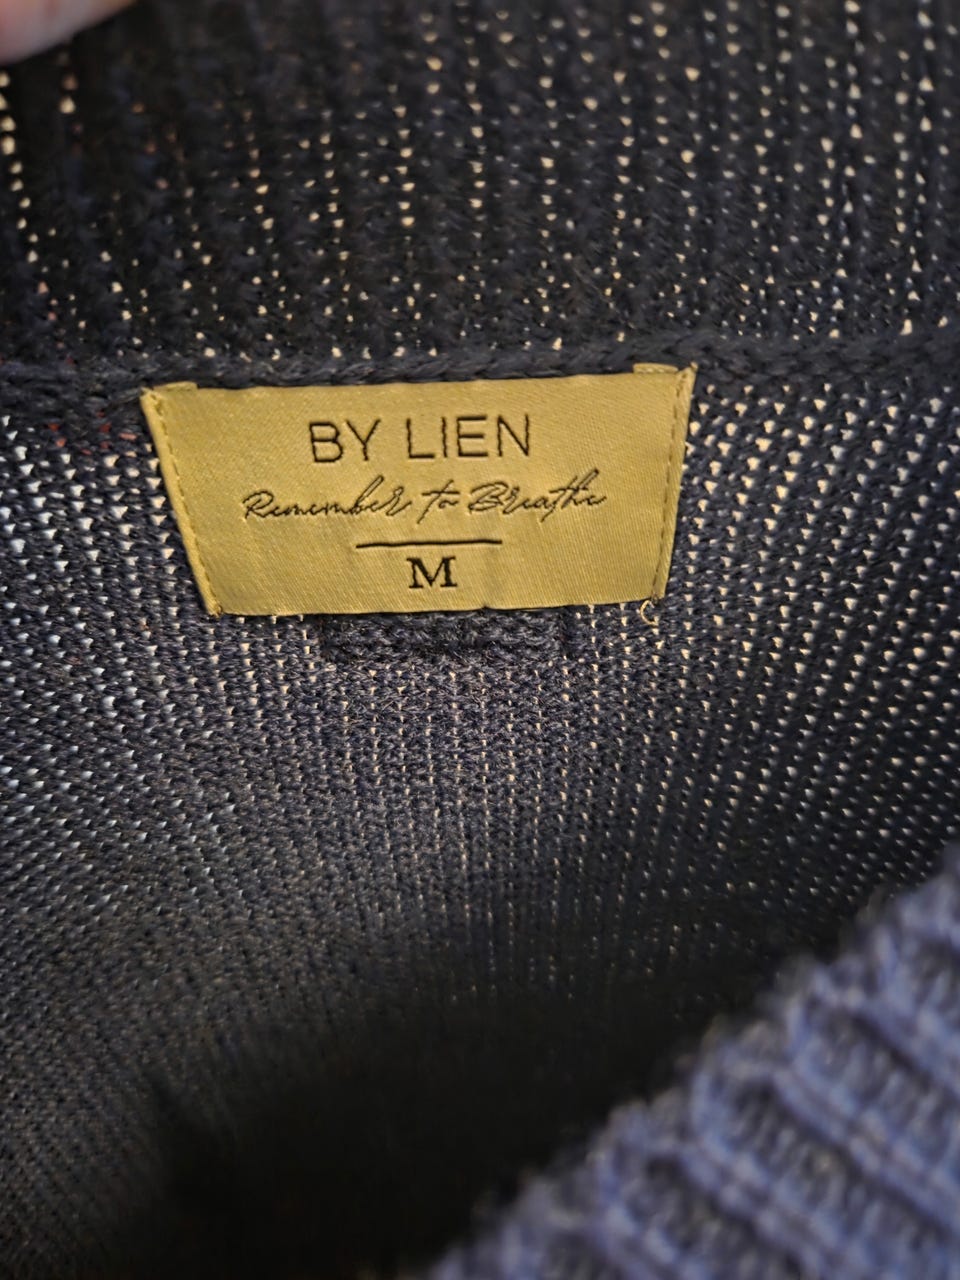 BY LIEN
Remember to Breathe
M